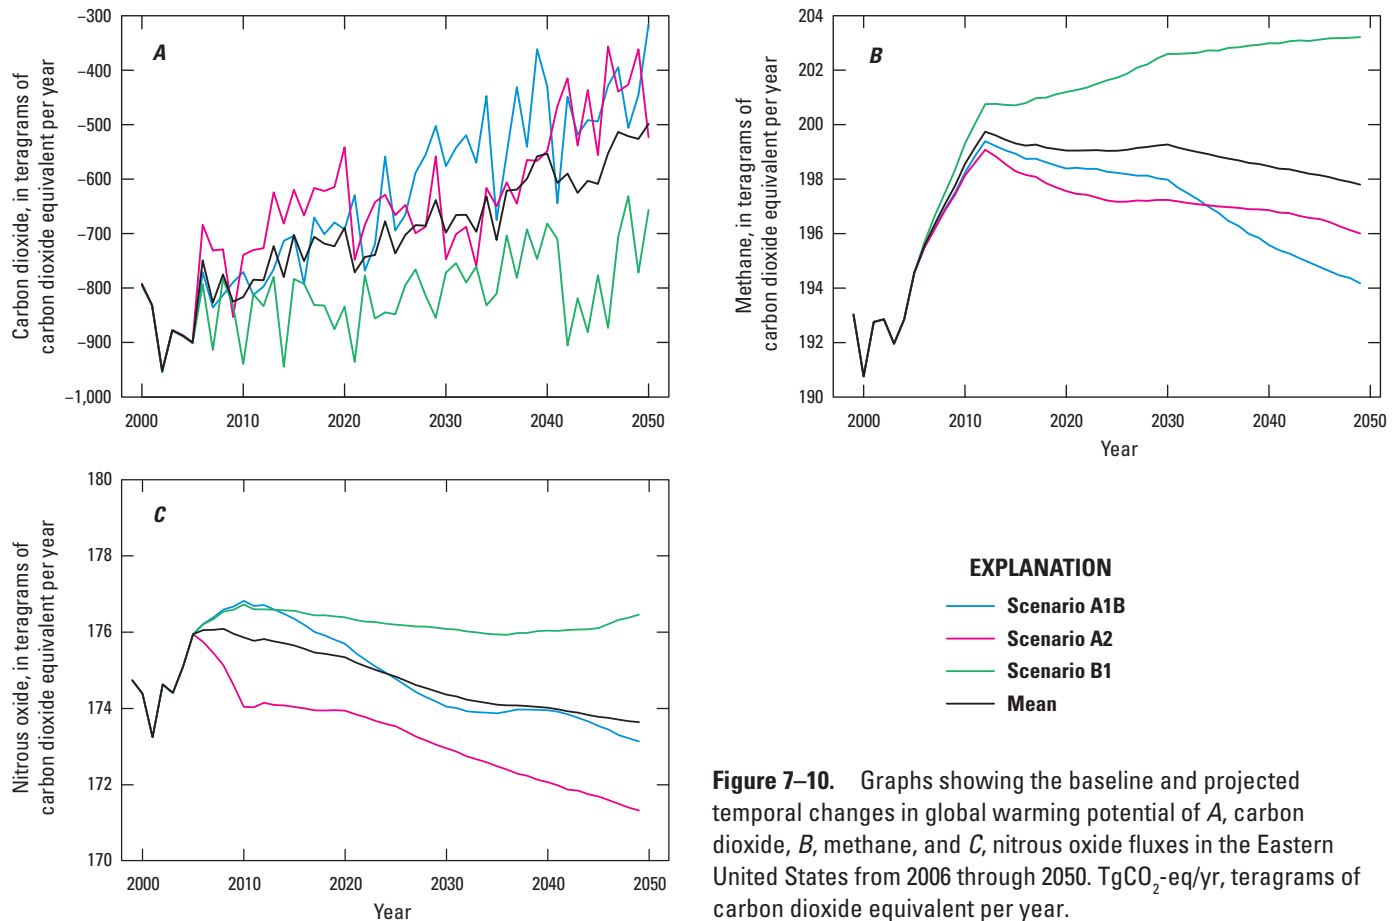 A
Carbon dioxide, in teragrams of
carbon dioxide equivalent per year
–300
–400
–500
–600
–700
–800
–900
–1,000
2000 2010 2020 2030 2040 2050
B
Methane, in teragrams of
carbon dioxide equivalent per year
204
202
200
198
196
194
192
190
2000 2010 2020 2030 2040 2050
Year
C
Nitrous oxide, in teragrams of
carbon dioxide equivalent per year
180
178
176
174
172
170
2000 2010 2020 2030 2040 2050
Year
EXPLANATION
Scenario A1B
Scenario A2
Scenario B1
Mean
Figure 7–10. Graphs showing the baseline and projected
temporal changes in global warming potential of A, carbon
dioxide, B, methane, and C, nitrous oxide fluxes in the Eastern
United States from 2006 through 2050. TgCO2-eq/yr, teragrams of
carbon dioxide equivalent per year.